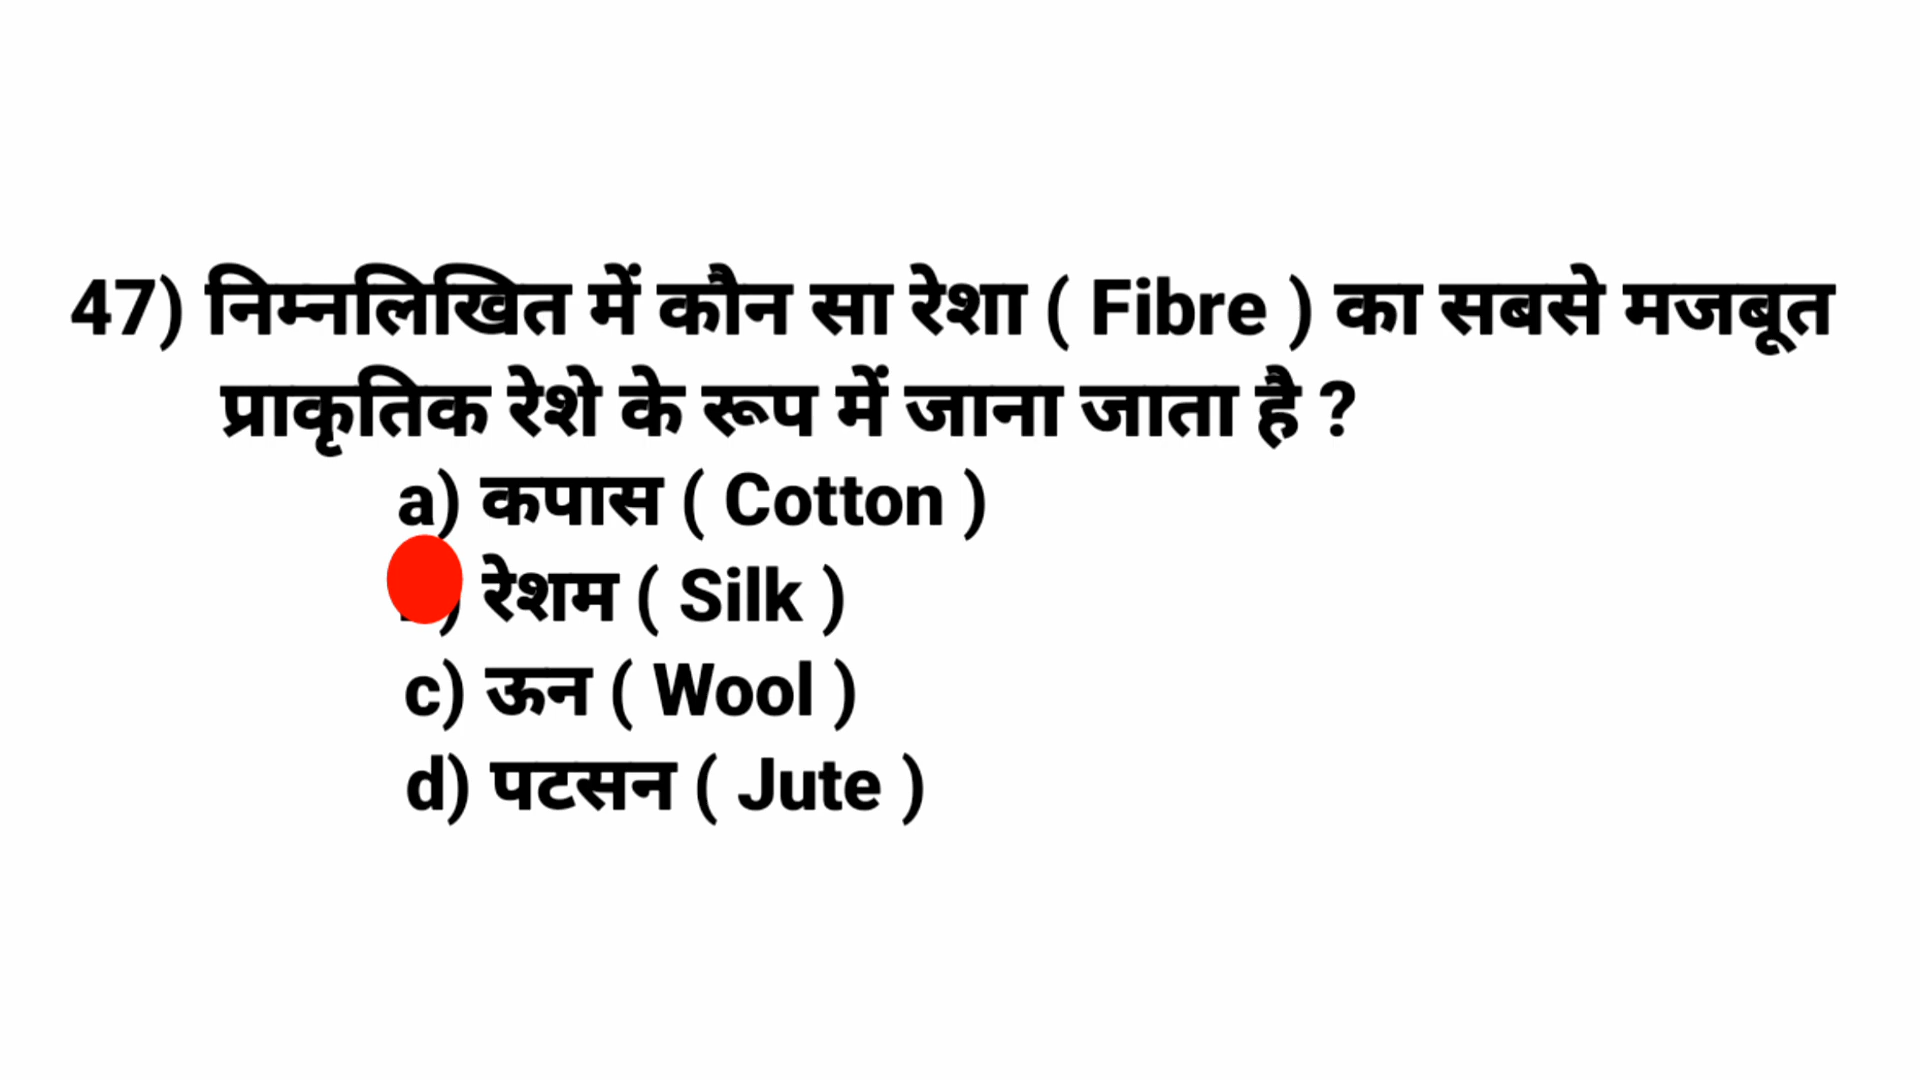 47) निम्नलिखित में कौन सा रेशा ( Fibre ) का सबसे मजबूत
प्राकृतिक रेशे के रूप में जाना जाता है ?
a) कपास ( Cotton )
) रेशम ( Silk )
c) ऊन ( Wool )
d) पटसन ( Jute )